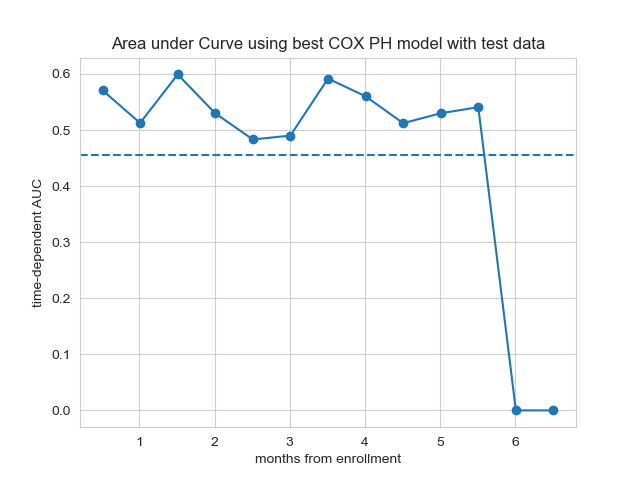 Area under Curve using best COX PH model with test data
0.6
0.5
0.4
0.3
0.2
0.1
0.0
time-dependent AUC
1 2 3 4 5 6
months from enrollment